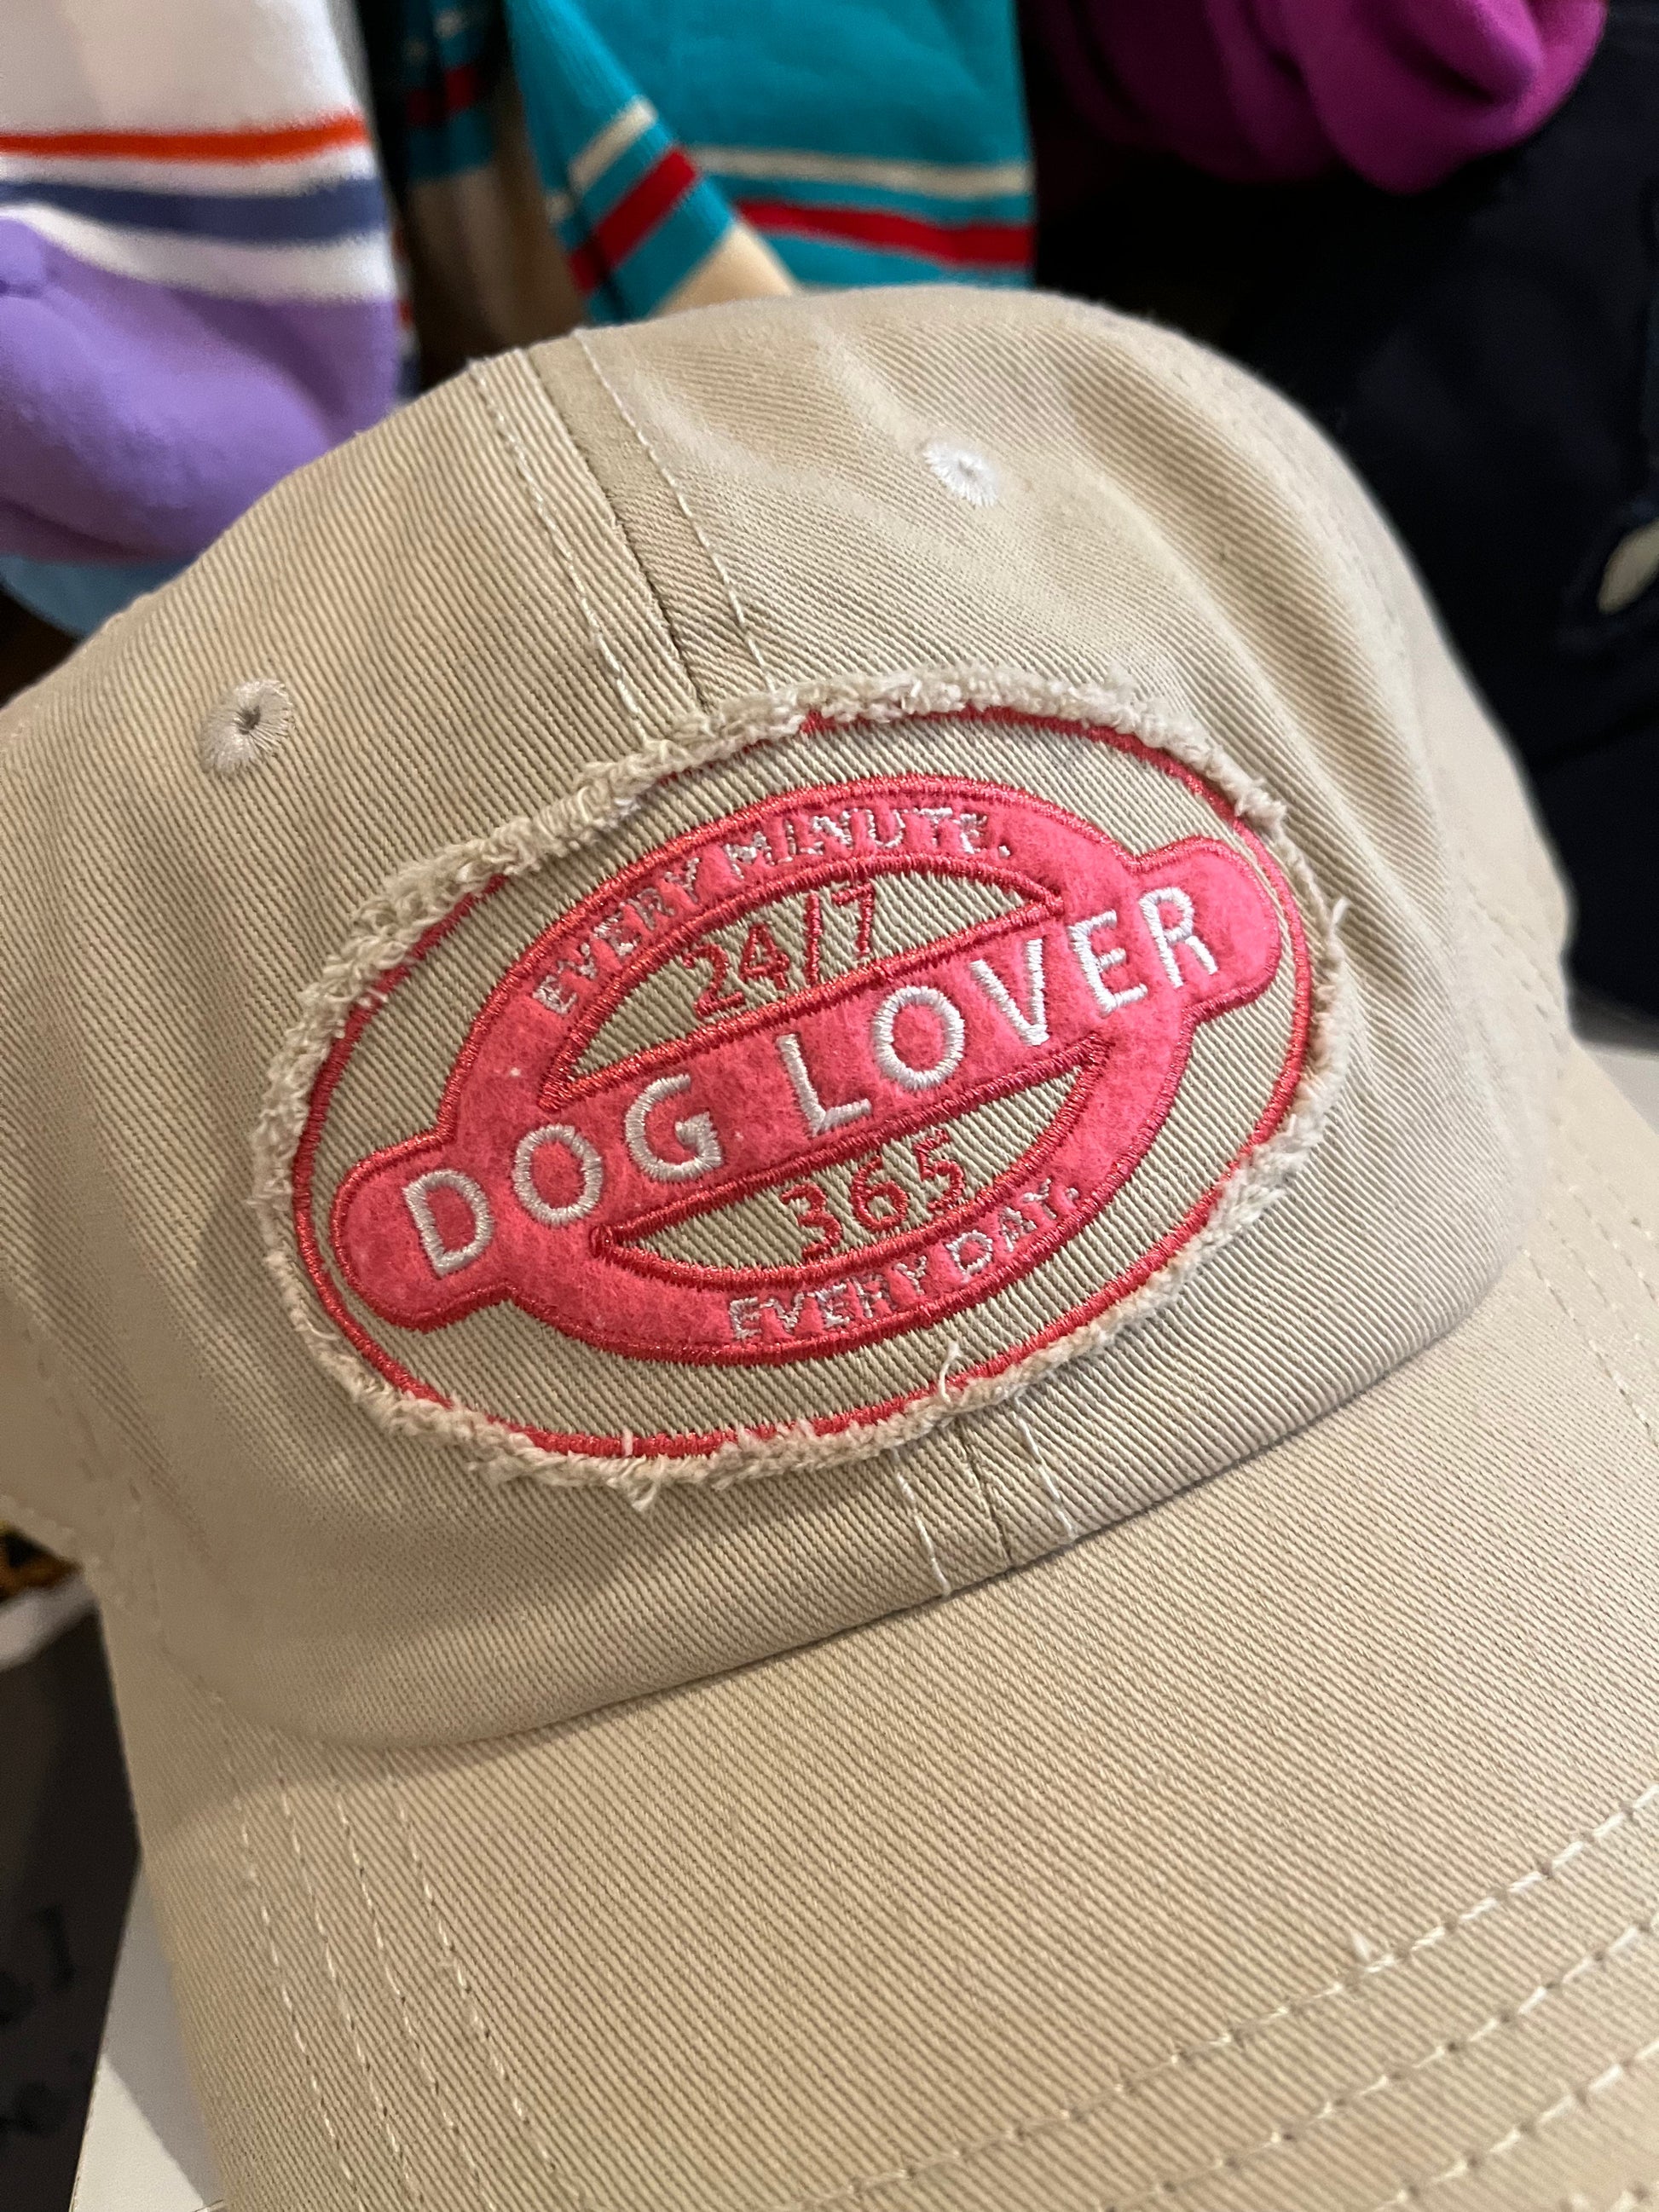 EVERY MINUTE.
24/7
DOG LOVER
365
EVERY DAY.